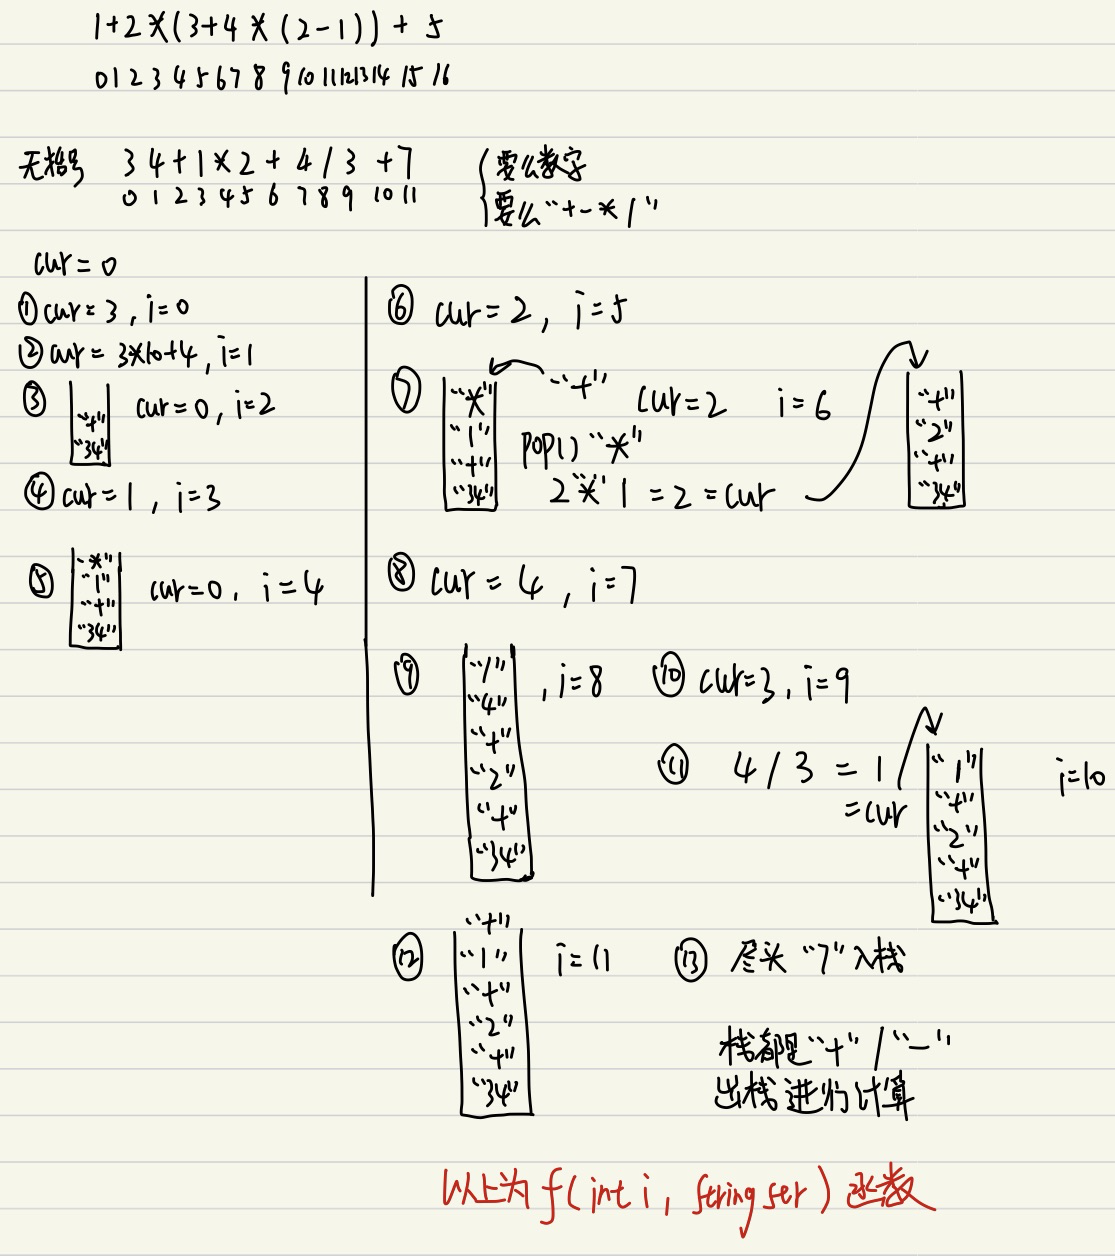 1+2*(3+4*(2-1))+5
0 1 2 3 4 5 6 7 8 9 10 11 12 13 14 15 16
无括号 34+1*2+4/3+7
0 1 2 3 4 5 6 7 8 9 10 11
要么数字
要么"+-*/"
cur=0
① cur=3, i=0
② cur=3*10+4, i=1
③ "+" "34" cur=0, i=2
④ cur=1, i=3
⑤ "*" "1" "+" "34" cur=0, i=4
⑥ cur=2, i=5
⑦ "*" "1" "+" "34" "+" cur=2 i=6
pop() "*"
2"*"1=2=cur
"+" "2" "+" "34"
⑧ cur=4, i=7
⑨ "/" "4" "+" "2" "+" "34", i=8
⑩ cur=3, i=9
⑪ 4/3=1
=cur
"1" "+" "2" "+" "34" i=10
⑫ "+" "1" "+" "2" "+" "34" i=11
⑬ 尽头"7"入栈
栈都是"+"/"-"
出栈进行计算
以上为f(int i, string ser)函数